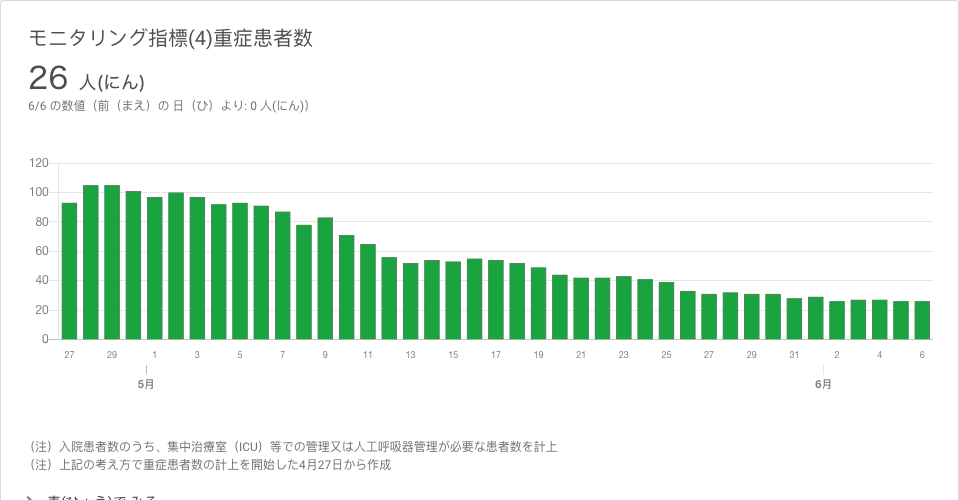 モニタリング指標(4)重症患者数
26 人(にん)
6/6 の数値（前（まえ）の 日（ひ）より: 0 人(にん)）
120
100
80
60
40
20
0
27 29 1 3 5 7 9 11 13 15 17 19 21 23 25 27 29 31 2 4 6
5月 6月
（注）入院患者数のうち、集中治療室（ICU）等での管理又は人工呼吸器管理が必要な患者数を計上
（注）上記の考え方で重症患者数の計上を開始した4月27日から作成